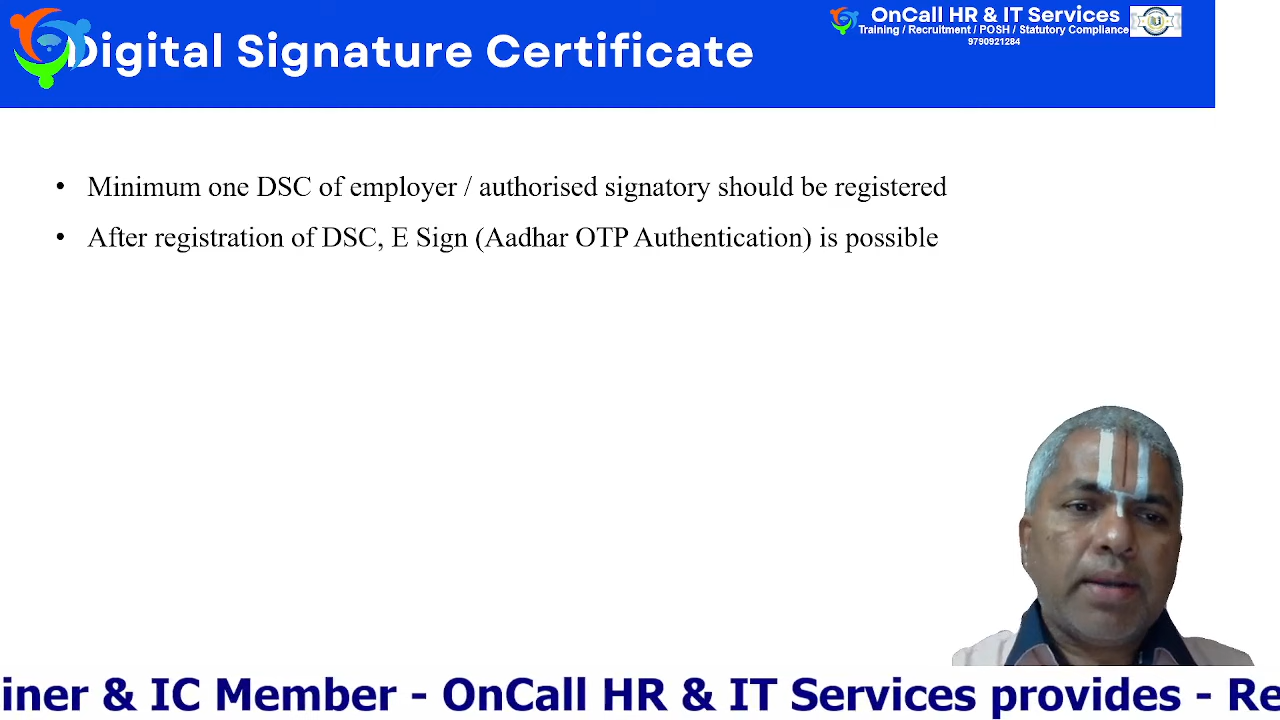 Digital Signature Certificate
OnCall HR & IT Services
Training / Recruitment / POSH / Statutory Compliance
9790921284
• Minimum one DSC of employer / authorised signatory should be registered
• After registration of DSC, E Sign (Aadhar OTP Authentication) is possible
iner & IC Member - OnCall HR & IT Services provides - Re